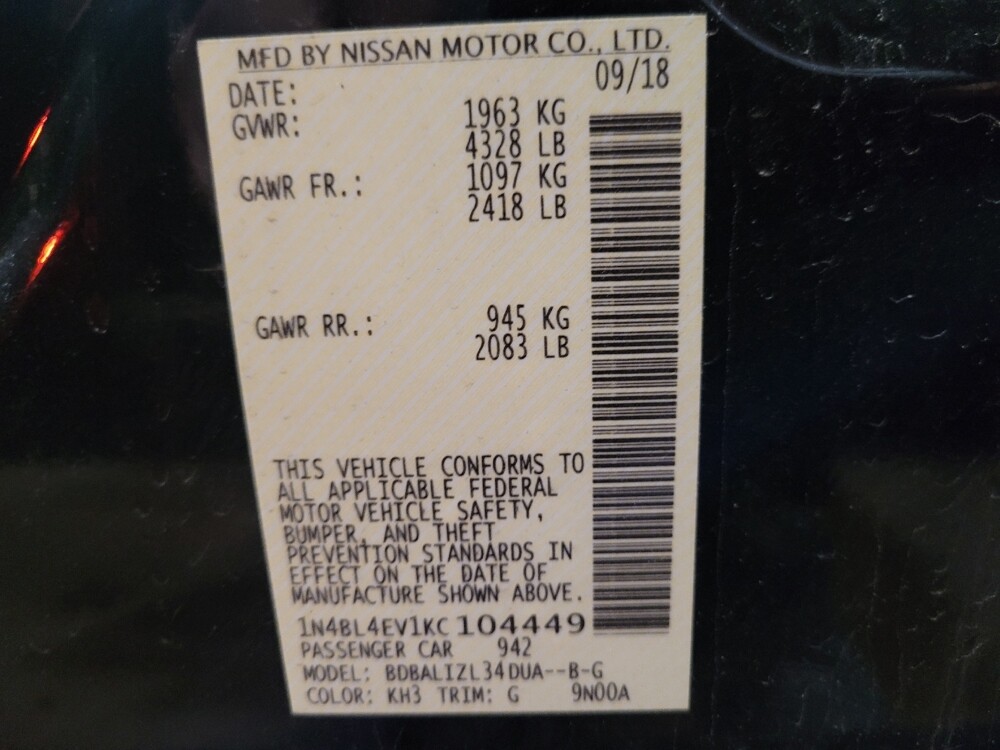 MFD BY NISSAN MOTOR CO., LTD.
DATE: 09/18
GVWR: 1963 KG
4328 LB
GAWR FR.: 1097 KG
2418 LB
GAWR RR.: 945 KG
2083 LB
THIS VEHICLE CONFORMS TO
ALL APPLICABLE FEDERAL
MOTOR VEHICLE SAFETY,
BUMPER, AND THEFT
PREVENTION STANDARDS IN
EFFECT ON THE DATE OF
MANUFACTURE SHOWN ABOVE.
1N4BL4EV1KC 104449
PASSENGER CAR 942
MODEL: BDBALIZL34DUA--B-G
COLOR: KH3 TRIM: G 9N00A